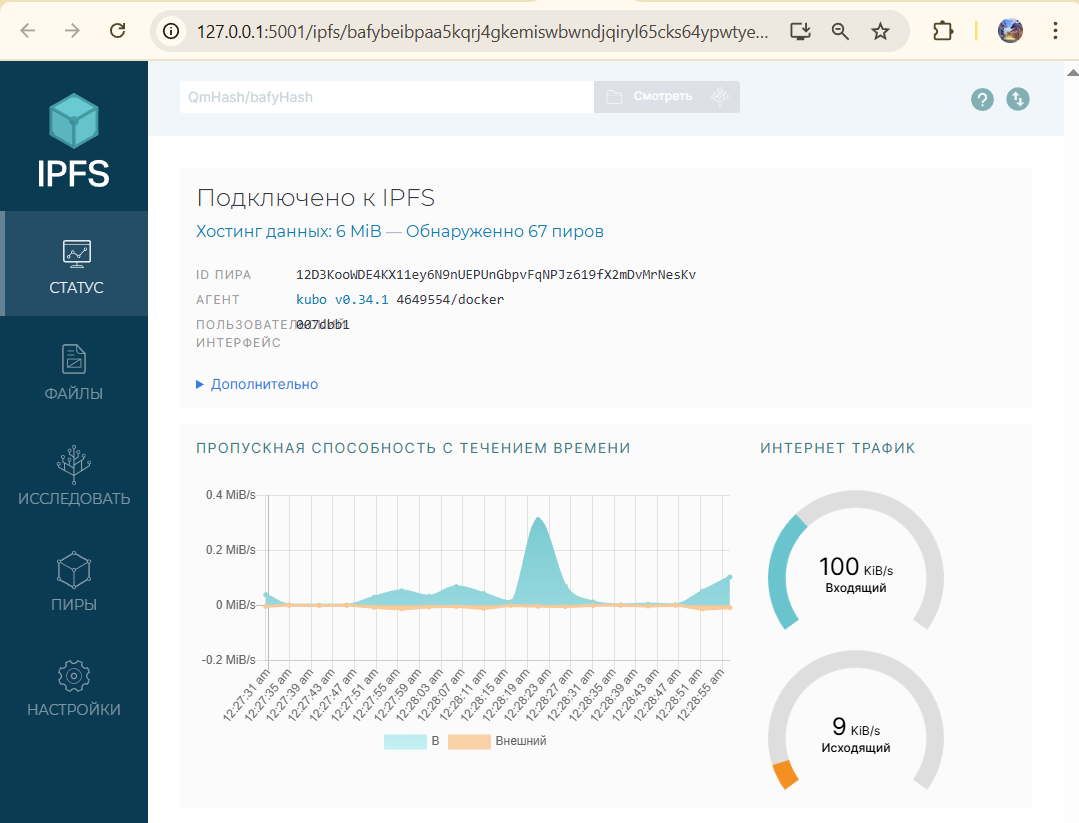 127.0.0.1:5001/ipfs/bafybeibpaa5kqrj4gkemiswbwndjqiryl65cks64ypwtye...
QmHash/bafyHash
Смотреть
IPFS
СТАТУС
ФАЙЛЫ
ИССЛЕДОВАТЬ
ПИРЫ
НАСТРОЙКИ
Подключено к IPFS
Хостинг данных: 6 MiB — Обнаруженно 67 пиров
ID ПИРА 12D3KooWDE4KX11ey6N9nUEPUnGbpvFqNPJz619fX2mDvMrNesKv
АГЕНТ kubo v0.34.1 4649554/docker
ПОЛЬЗОВАТЕЛЬСКИЙ
ИНТЕРФЕЙС
Дополнительно
ПРОПУСКНАЯ СПОСОБНОСТЬ С ТЕЧЕНИЕМ ВРЕМЕНИ
0.4 MiB/s
0.2 MiB/s
0 MiB/s
-0.2 MiB/s
12:27:31 am
12:27:35 am
12:27:39 am
12:27:43 am
12:27:47 am
12:27:51 am
12:27:55 am
12:27:59 am
12:28:03 am
12:28:07 am
12:28:11 am
12:28:15 am
12:28:19 am
12:28:23 am
12:28:27 am
12:28:31 am
12:28:35 am
12:28:39 am
12:28:43 am
12:28:47 am
12:28:51 am
12:28:55 am
В
Внешний
ИНТЕРНЕТ ТРАФИК
100 KiB/s
Входящий
9 KiB/s
Исходящий